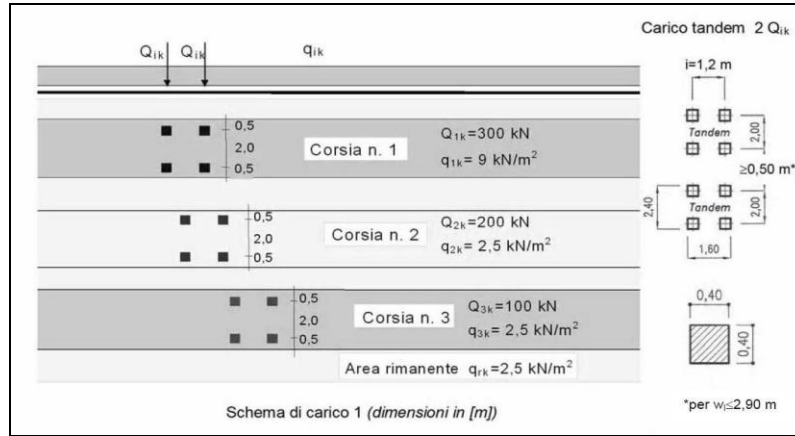 Carico tandem 2 Qik
Qik Qik qik
i=1,2 m
0,5
2,0
0,5
Corsia n. 1
Q1k=300 kN
q1k= 9 kN/m²
Tandem
2,00
≥0,50 m*
0,5
2,0
0,5
Corsia n. 2
Q2k=200 kN
q2k= 2,5 kN/m²
2,40
Tandem
2,00
1,60
0,5
2,0
0,5
Corsia n. 3
Q3k=100 kN
q3k= 2,5 kN/m²
0,40
0,40
Area rimanente qrk=2,5 kN/m²
*per wl≤2,90 m
Schema di carico 1 (dimensioni in [m])